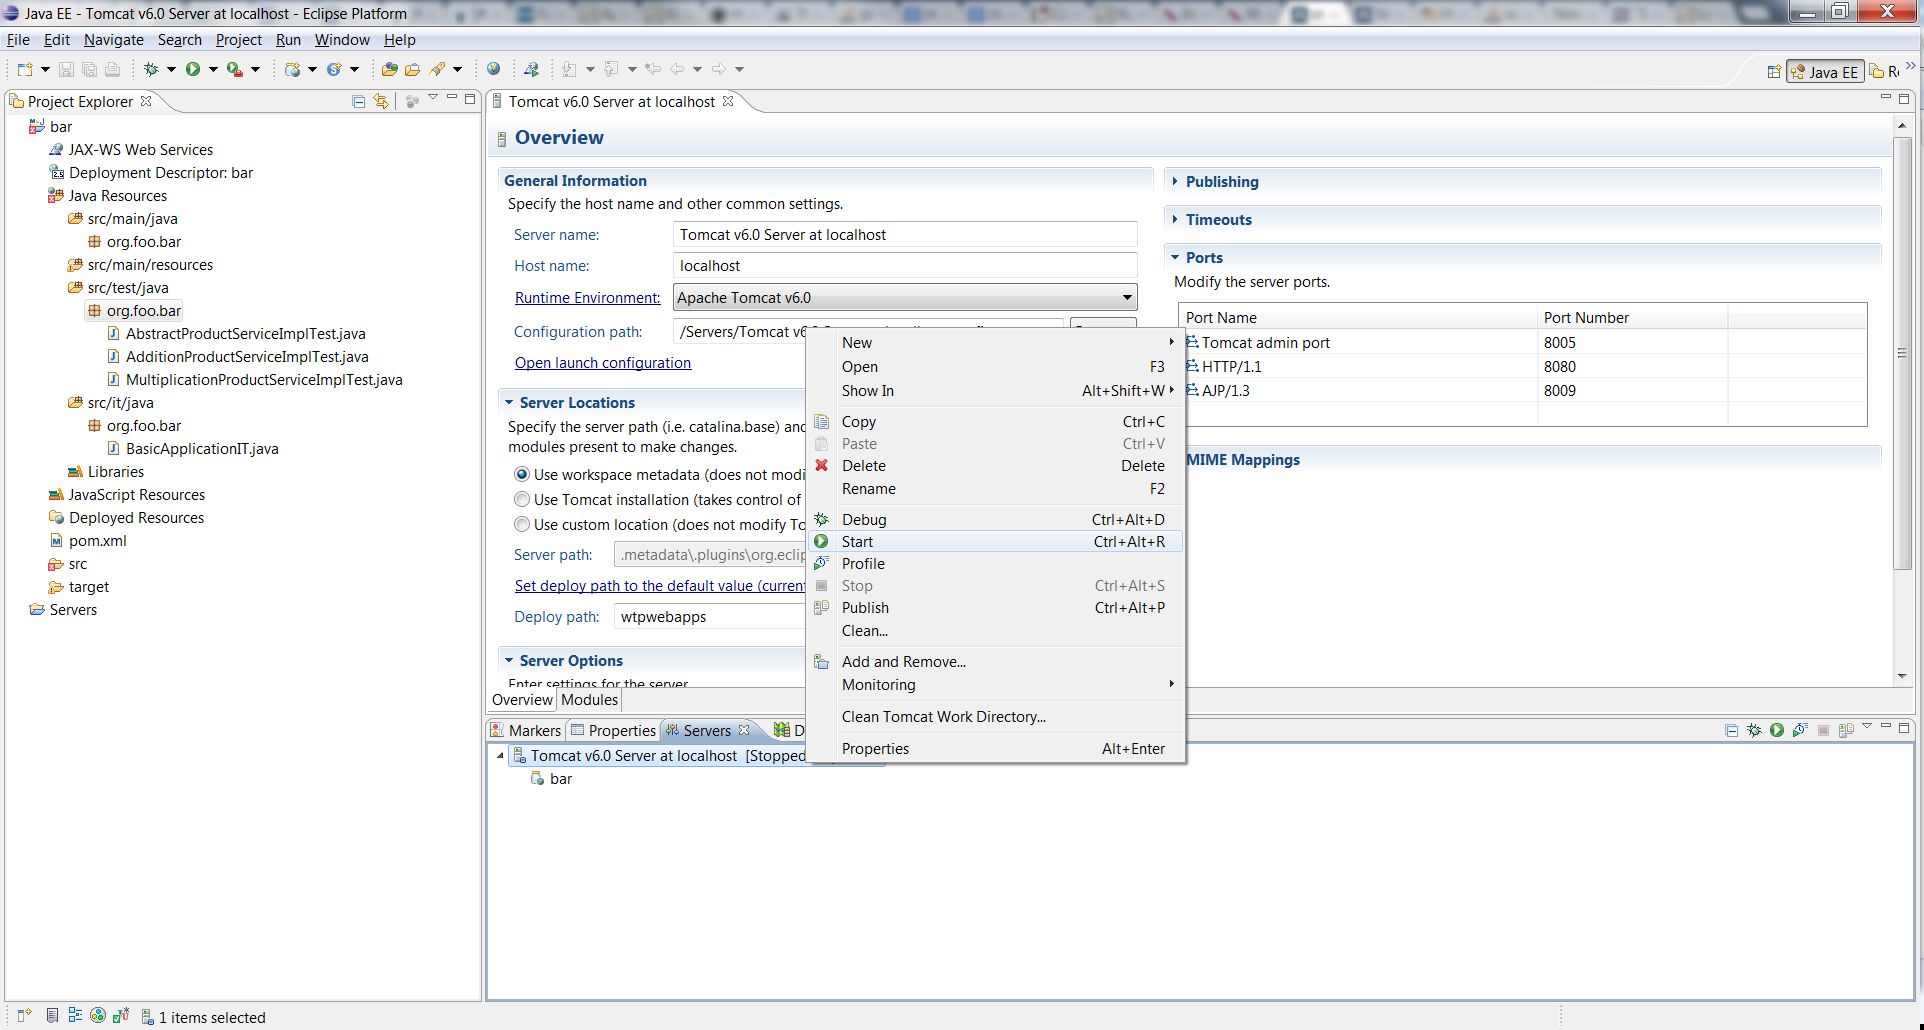 Java EE - Tomcat v6.0 Server at localhost - Eclipse Platform
File Edit Navigate Search Project Run Window Help
Java EE
Project Explorer
bar
JAX-WS Web Services
Deployment Descriptor: bar
Java Resources
src/main/java
org.foo.bar
src/main/resources
src/test/java
org.foo.bar
AbstractProductServiceImplTest.java
AdditionProductServiceImplTest.java
MultiplicationProductServiceImplTest.java
src/it/java
org.foo.bar
BasicApplicationIT.java
Libraries
JavaScript Resources
Deployed Resources
pom.xml
src
target
Servers
Tomcat v6.0 Server at localhost
Overview
General Information
Specify the host name and other common settings.
Server name: Tomcat v6.0 Server at localhost
Host name: localhost
Runtime Environment: Apache Tomcat v6.0
Configuration path: /Servers/Tomcat
Open launch configuration
Server Locations
Specify the server path (i.e. catalina.base) and
modules present to make changes.
Use workspace metadata (does not modi
Use Tomcat installation (takes control of
Use custom location (does not modify To
Server path: .metadata\.plugins\org.eclip
Set deploy path to the default value (current
Deploy path: wtpwebapps
Server Options
Enter settings for the server
Overview Modules
Publishing
Timeouts
Ports
Modify the server ports.
Port Name Port Number
Tomcat admin port 8005
HTTP/1.1 8080
AJP/1.3 8009
MIME Mappings
New
Open F3
Show In Alt+Shift+W
Copy Ctrl+C
Paste Ctrl+V
Delete Delete
Rename F2
Debug Ctrl+Alt+D
Start Ctrl+Alt+R
Profile
Stop Ctrl+Alt+S
Publish Ctrl+Alt+P
Clean...
Add and Remove...
Monitoring
Clean Tomcat Work Directory...
Properties Alt+Enter
Markers Properties Servers D
Tomcat v6.0 Server at localhost [Stopped
bar
1 items selected